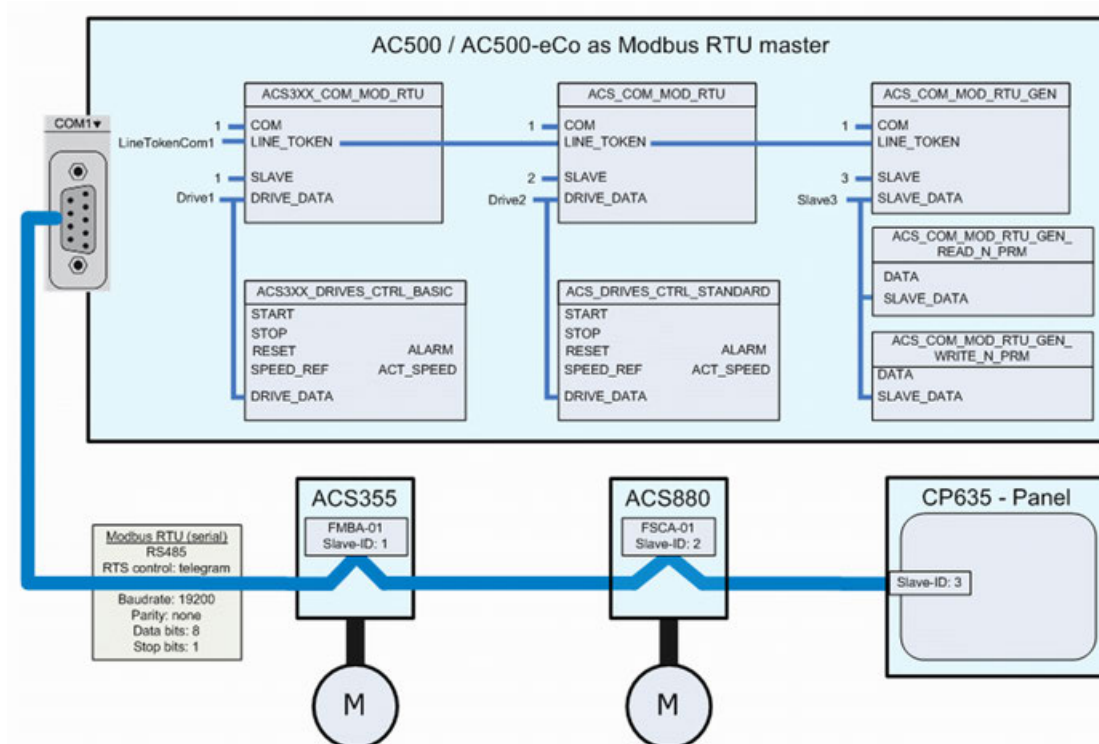 AC500 / AC500-eCo as Modbus RTU master
COM1▼
ACS3XX_COM_MOD_RTU
1 COM
LineTokenCom1 LINE_TOKEN
1 SLAVE
Drive1 DRIVE_DATA
ACS_COM_MOD_RTU
1 COM
LINE_TOKEN
2 SLAVE
Drive2 DRIVE_DATA
ACS_COM_MOD_RTU_GEN
1 COM
LINE_TOKEN
3 SLAVE
Slave3 SLAVE_DATA
ACS_COM_MOD_RTU_GEN_
READ_N_PRM
DATA
SLAVE_DATA
ACS_COM_MOD_RTU_GEN_
WRITE_N_PRM
DATA
SLAVE_DATA
ACS3XX_DRIVES_CTRL_BASIC
START
STOP
RESET ALARM
SPEED_REF ACT_SPEED
DRIVE_DATA
ACS_DRIVES_CTRL_STANDARD
START
STOP
RESET ALARM
SPEED_REF ACT_SPEED
DRIVE_DATA
Modbus RTU (serial)
RS485
RTS control: telegram
Baudrate: 19200
Parity: none
Data bits: 8
Stop bits: 1
ACS355
FMBA-01
Slave-ID: 1
M
ACS880
FSCA-01
Slave-ID: 2
M
CP635 - Panel
Slave-ID: 3